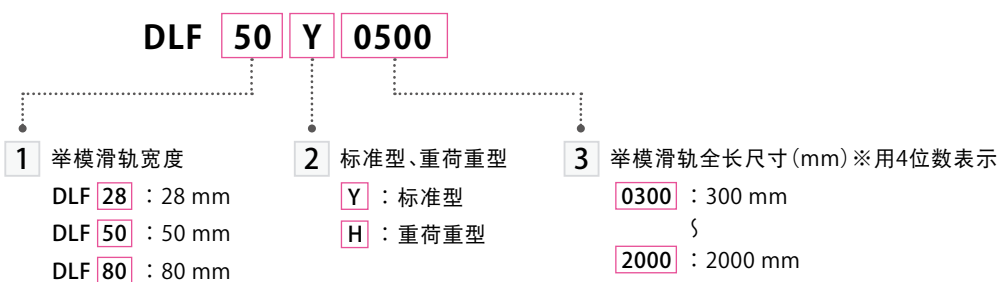 DLF 50 Y 0500
1 举模滑轨宽度
DLF 28 : 28 mm
DLF 50 : 50 mm
DLF 80 : 80 mm
2 标准型、重荷重型
Y : 标准型
H : 重荷重型
3 举模滑轨全长尺寸(mm)※用4位数表示
0300 : 300 mm
〜
2000 : 2000 mm